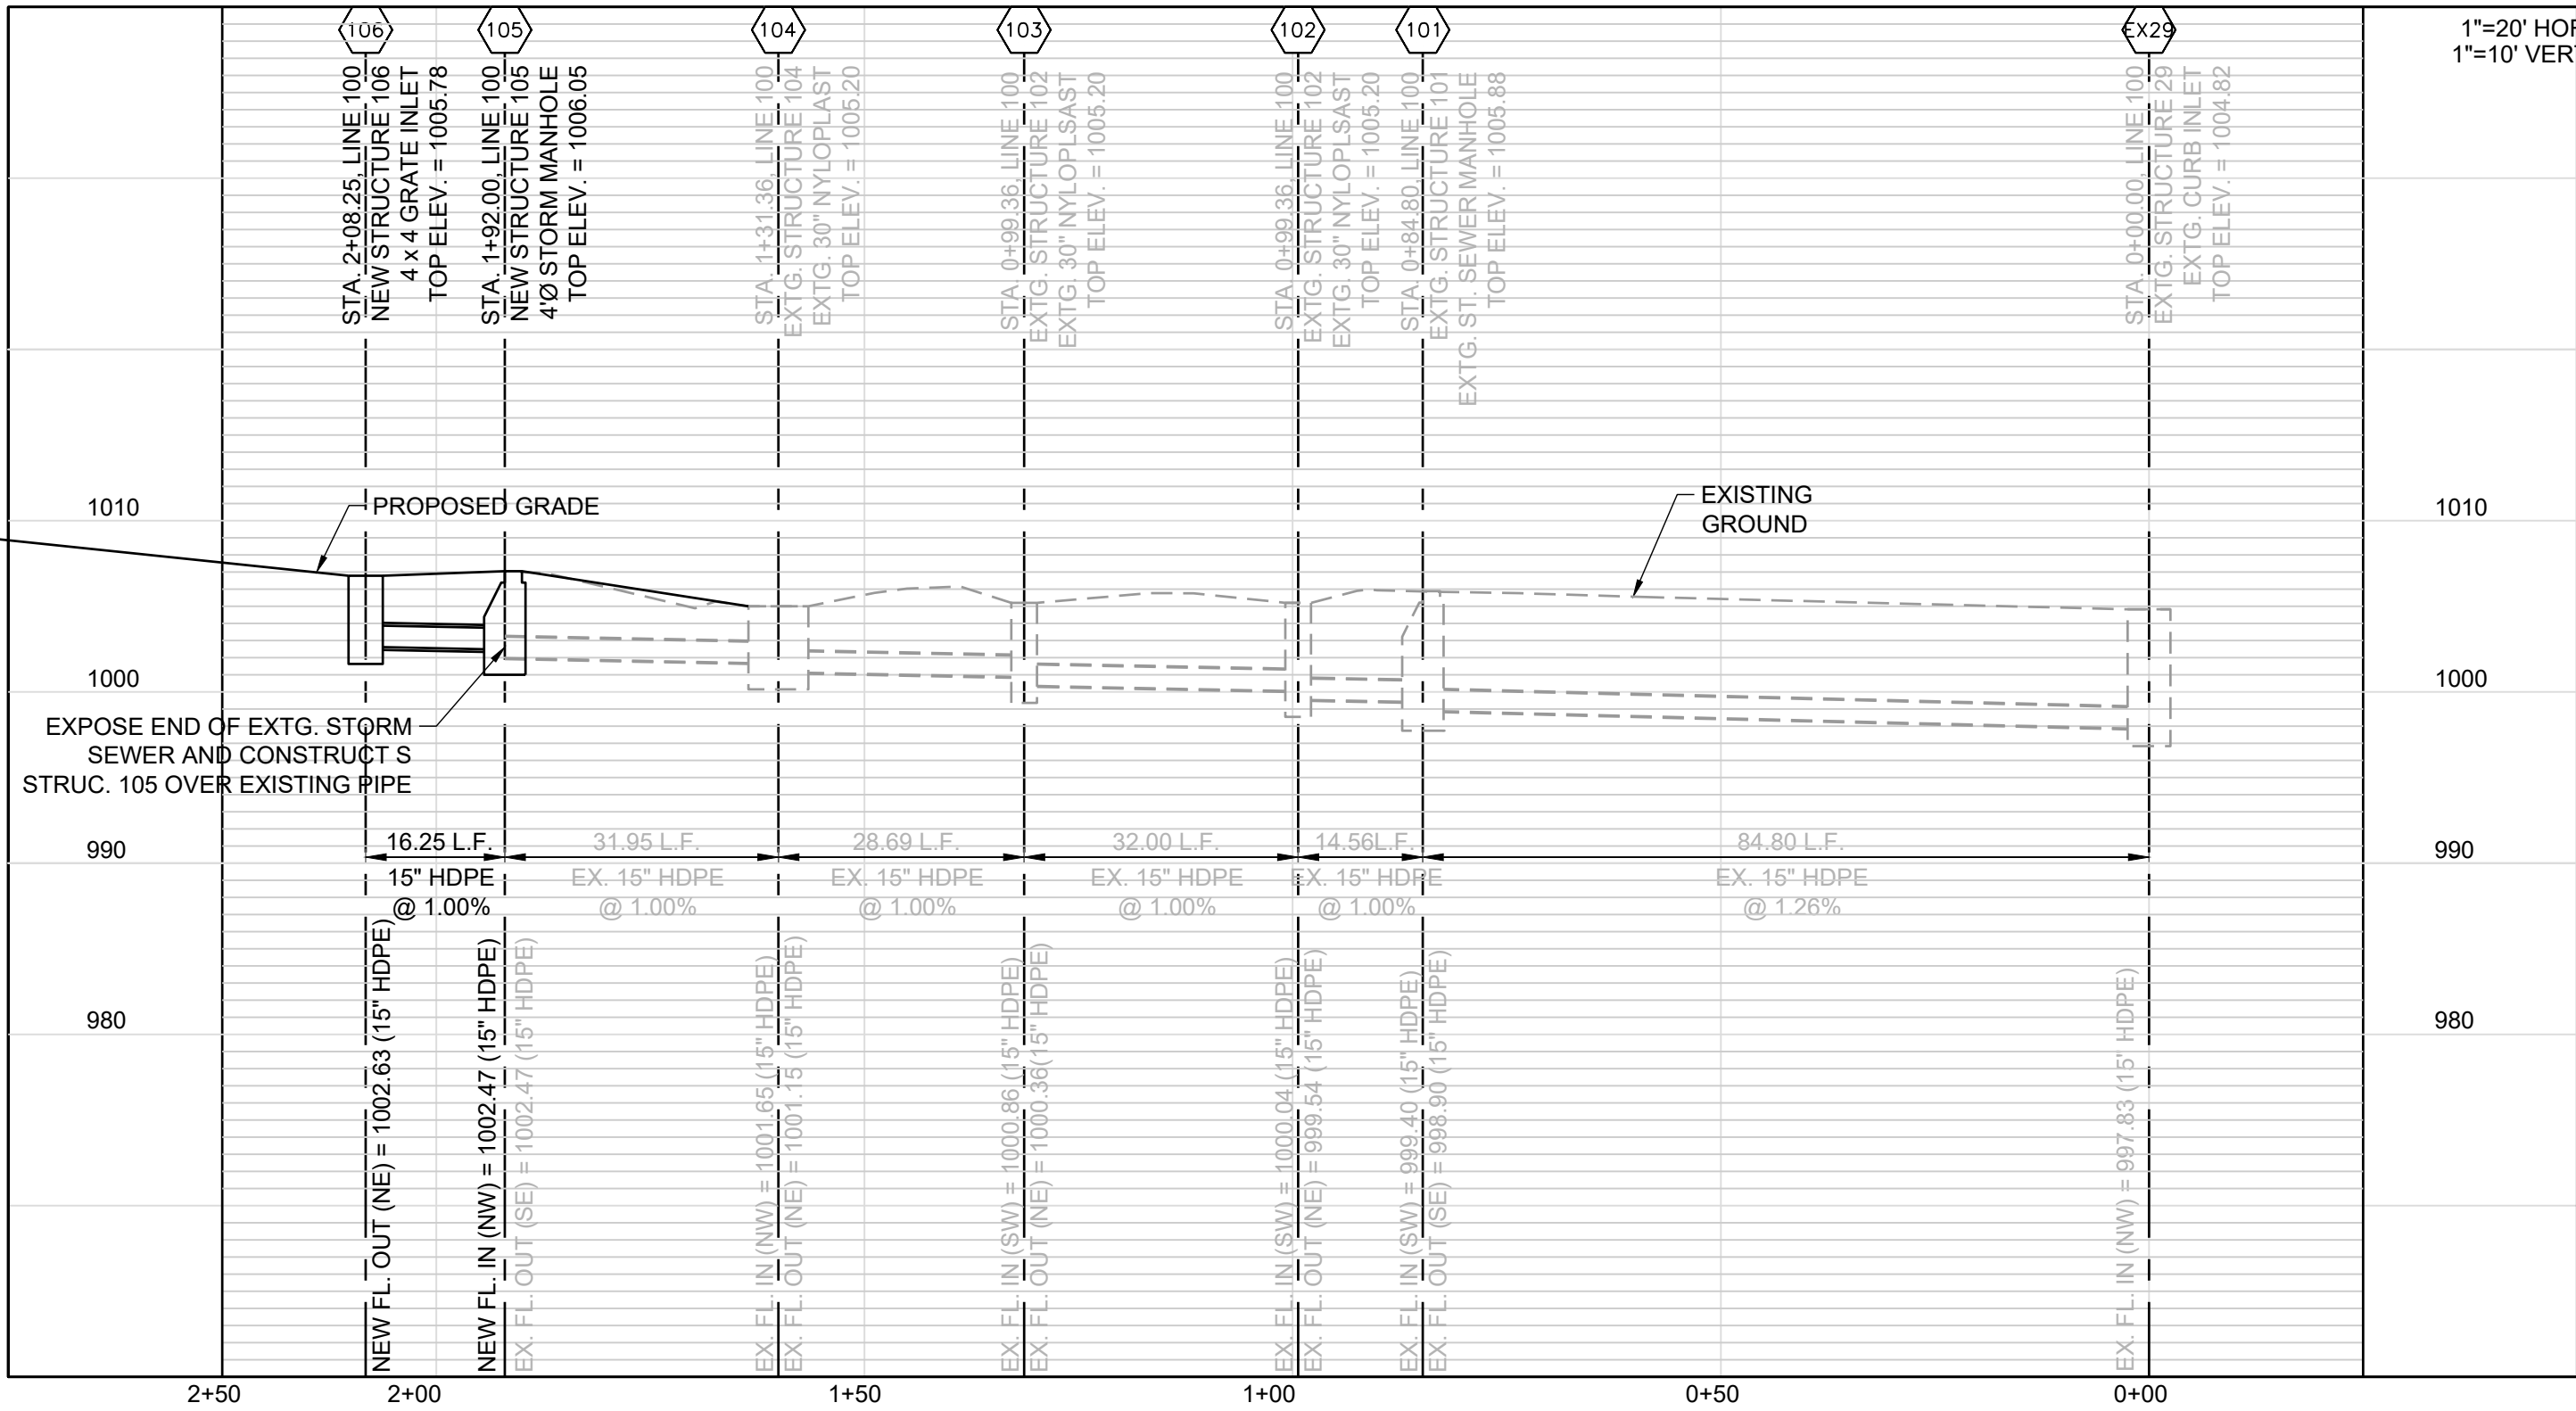 106
105
104
103
102
101
EX29
1"=20' HOR
1"=10' VER
STA. 2+08.25, LINE 100
NEW STRUCTURE 106
4 x 4 GRATE INLET
TOP ELEV. = 1005.78
STA. 1+92.00, LINE 100
NEW STRUCTURE 105
4'Ø STORM MANHOLE
TOP ELEV. = 1006.05
STA. 1+31.36, LINE 100
EXTG. STRUCTURE 104
EXTG. 30" NYLOPLAST
TOP ELEV. = 1005.20
STA. 0+99.36, LINE 100
EXTG. STRUCTURE 102
EXTG. 30" NYLOPLSAST
TOP ELEV. = 1005.20
STA. 0+99.36, LINE 100
EXTG. STRUCTURE 102
EXTG. 30" NYLOPLSAST
TOP ELEV. = 1005.20
STA. 0+84.80, LINE 100
EXTG. STRUCTURE 101
EXTG. ST. SEWER MANHOLE
TOP ELEV. = 1005.88
STA. 0+00.00, LINE 100
EXTG. STRUCTURE 29
EXTG. CURB INLET
TOP ELEV. = 1004.82
1010
PROPOSED GRADE
EXISTING
GROUND
1010
1000
1000
EXPOSE END OF EXTG. STORM
SEWER AND CONSTRUCT S
STRUC. 105 OVER EXISTING PIPE
990
990
16.25 L.F.
15" HDPE
@ 1.00%
31.95 L.F.
EX. 15" HDPE
@ 1.00%
28.69 L.F.
EX. 15" HDPE
@ 1.00%
32.00 L.F.
EX. 15" HDPE
@ 1.00%
14.56L.F.
EX. 15" HDPE
@ 1.00%
84.80 L.F.
EX. 15" HDPE
@ 1.26%
980
980
NEW FL. OUT (NE) = 1002.63 (15" HDPE)
NEW FL. IN (NW) = 1002.47 (15" HDPE)
EX. FL. OUT (SE) = 1002.47 (15" HDPE)
EX. FL. IN (NW) = 1001.65 (15" HDPE)
EX. FL. OUT (NE) = 1001.15 (15" HDPE)
EX. FL. IN (SW) = 1000.86 (15" HDPE)
EX. FL. OUT (NE) = 1000.36(15" HDPE)
EX. FL. IN (SW) = 1000.04 (15" HDPE)
EX. FL. OUT (NE) = 999.54 (15" HDPE)
EX. FL. IN (SW) = 999.40 (15" HDPE)
EX. FL. OUT (SE) = 998.90 (15" HDPE)
EX. FL. IN (NW) = 997.83 (15" HDPE)
2+50
2+00
1+50
1+00
0+50
0+00